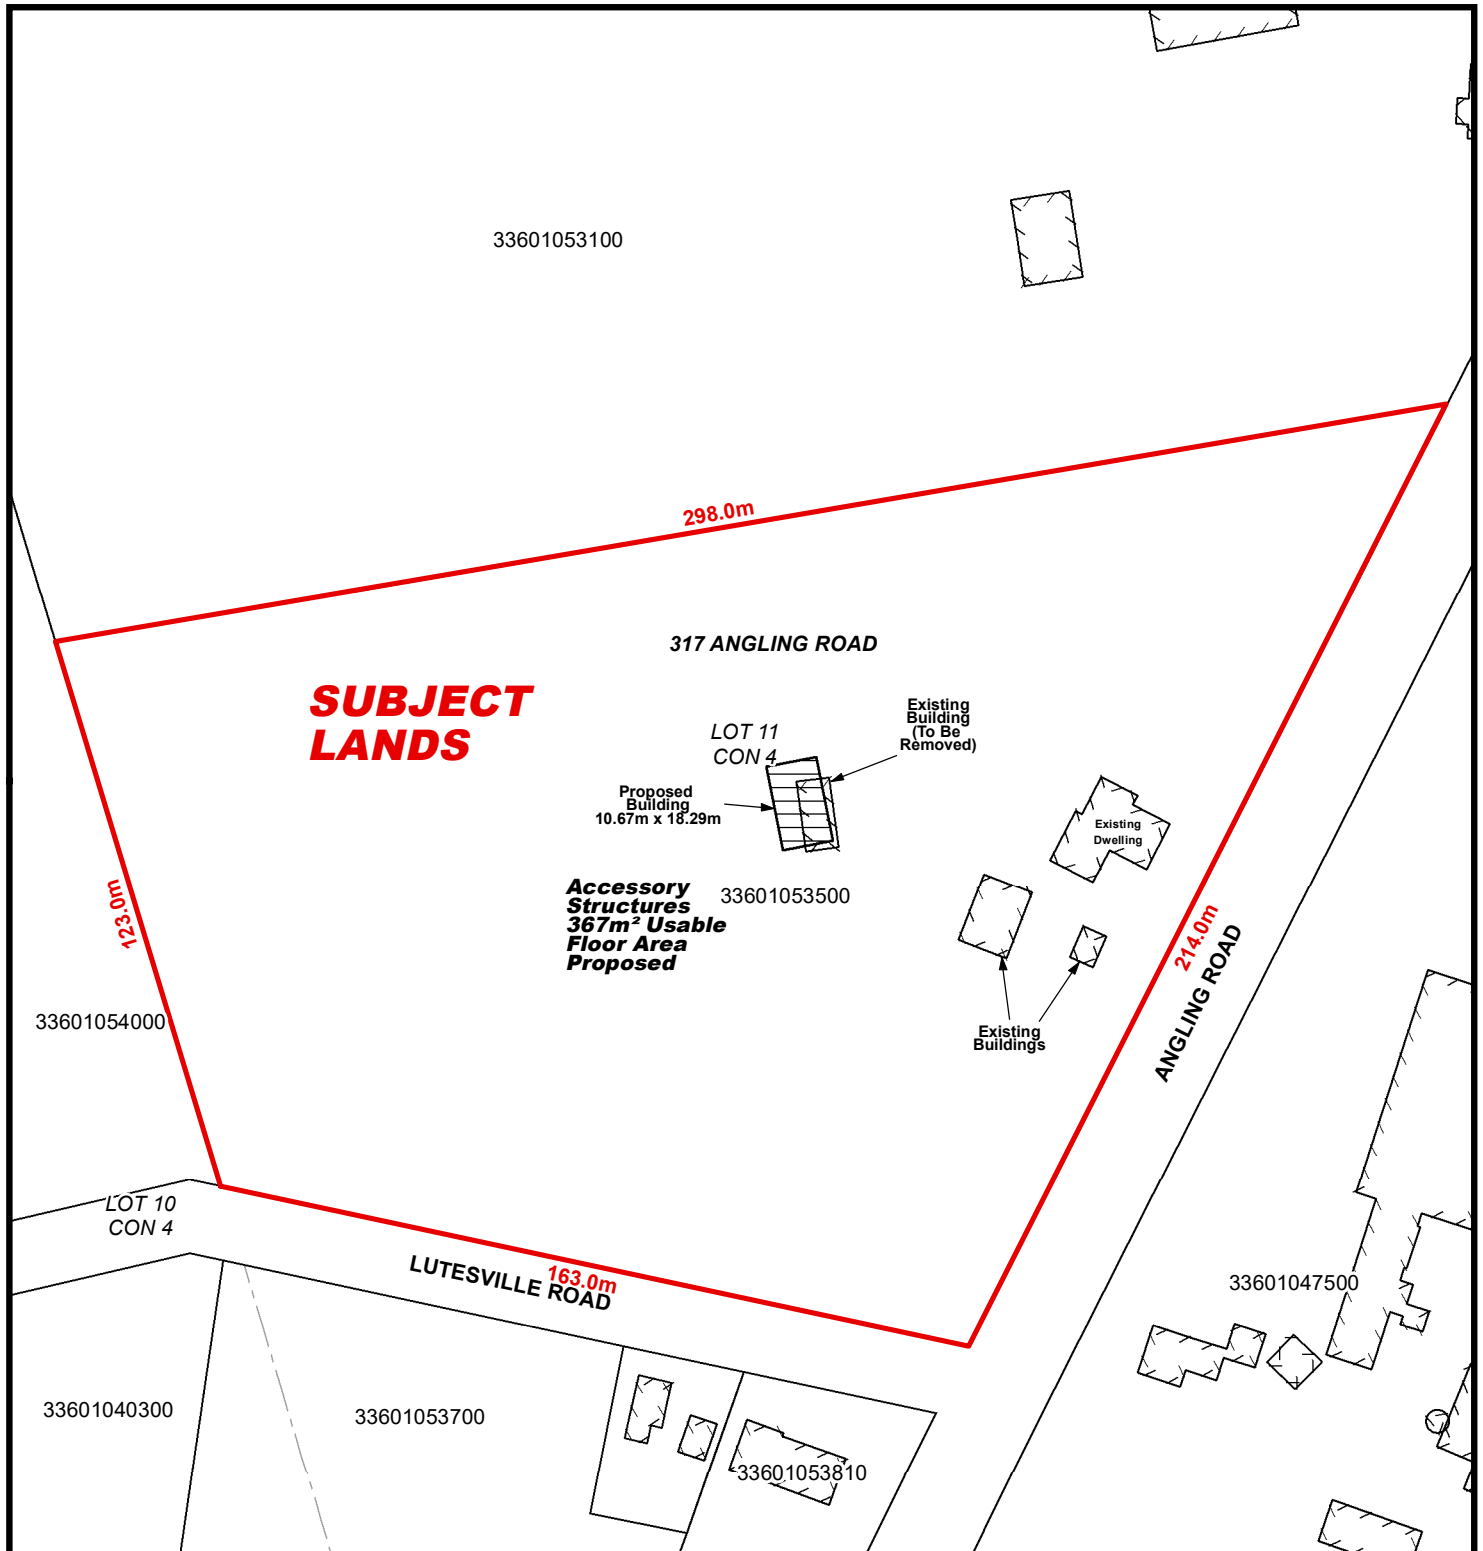 33601053100
298.0m
317 ANGLING ROAD
SUBJECT
LANDS
LOT 11
CON 4
Existing
Building
(To Be
Removed)
Proposed
Building
10.67m x 18.29m
Existing
Dwelling
Accessory
Structures
367m² Usable
Floor Area
Proposed
33601053500
123.0m
214.0m
ANGLING ROAD
33601054000
Existing
Buildings
LOT 10
CON 4
LUTESVILLE ROAD
163.0m
33601047500
33601040300
33601053700
33601053810